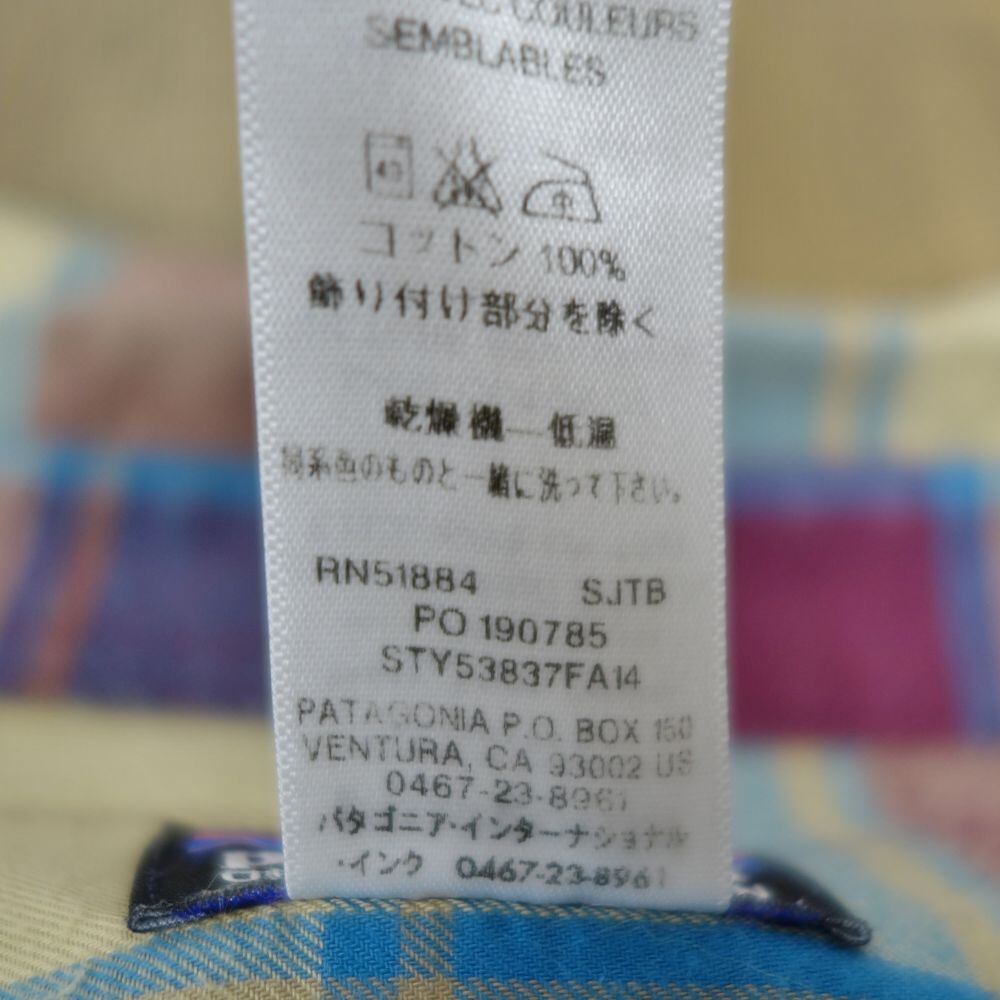 COULEURS
SEMBLABLES
40 中
コットン 100%
飾り付け部分を除く
乾燥機—低温
同系色のものと一緒に洗って下さい。
RN51884 SJTB
PO 190785
STY53837FA14
PATAGONIA P.O. BOX 150
VENTURA, CA 93002 US
0467-23-8961
パタゴニア・インターナショナル
・インク 0467-23-8961